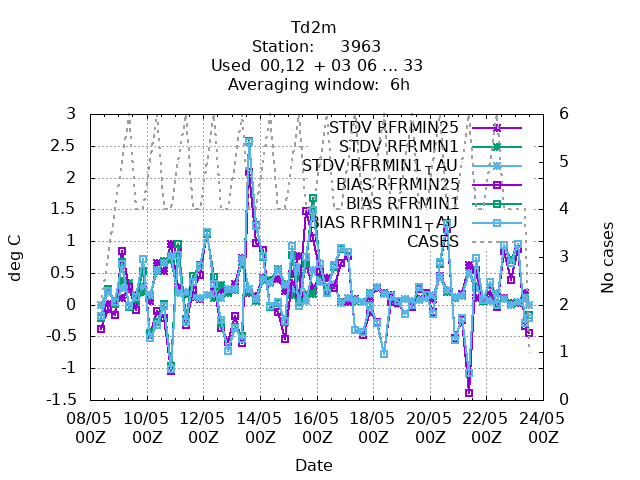 Td2m
Station: 3963
Used 00,12 + 03 06 ... 33
Averaging window: 6h
3
2.5
2
1.5
1
0.5
0
-0.5
-1
-1.5
deg C
6
5
4
3
2
1
0
No cases
STDV RFRMIN25
STDV RFRMIN1
STDV RFRMIN1_TAU
BIAS RFRMIN25
BIAS RFRMIN1
BIAS RFRMIN1_TAU
CASES
08/05 10/05 12/05 14/05 16/05 18/05 20/05 22/05 24/05
00Z 00Z 00Z 00Z 00Z 00Z 00Z 00Z 00Z
Date